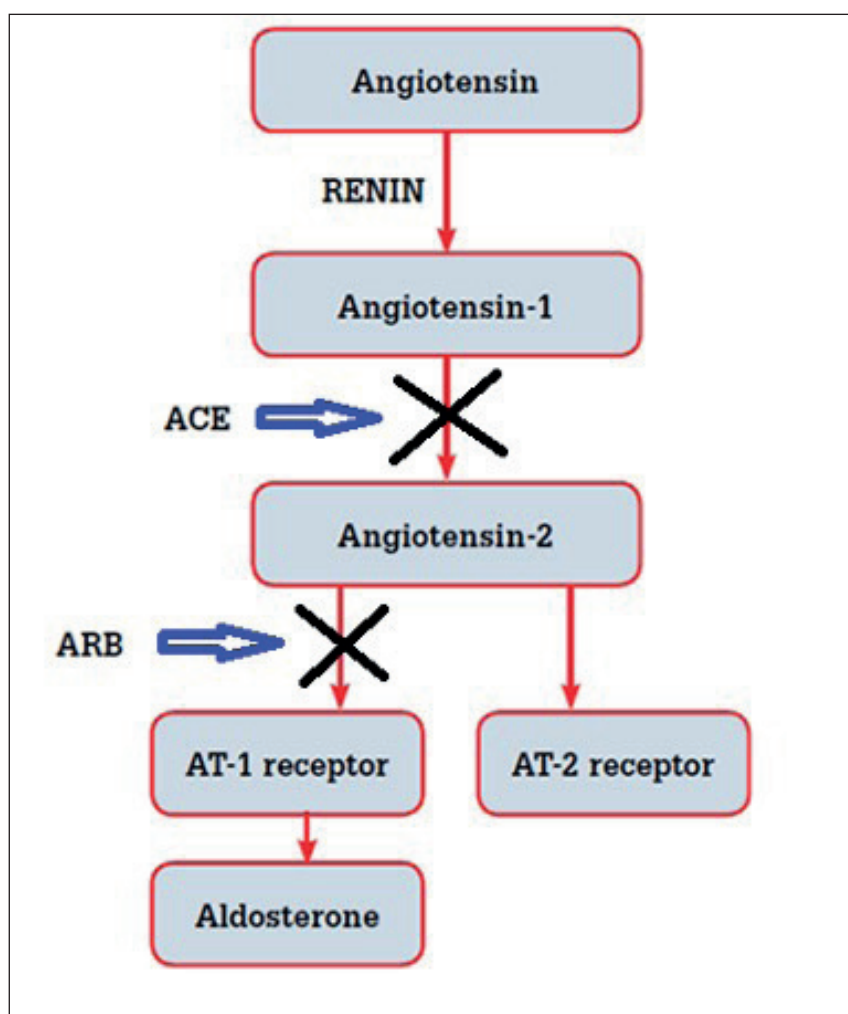 Angiotensin
RENIN
Angiotensin-1
ACE
Angiotensin-2
ARB
AT-1 receptor
AT-2 receptor
Aldosterone